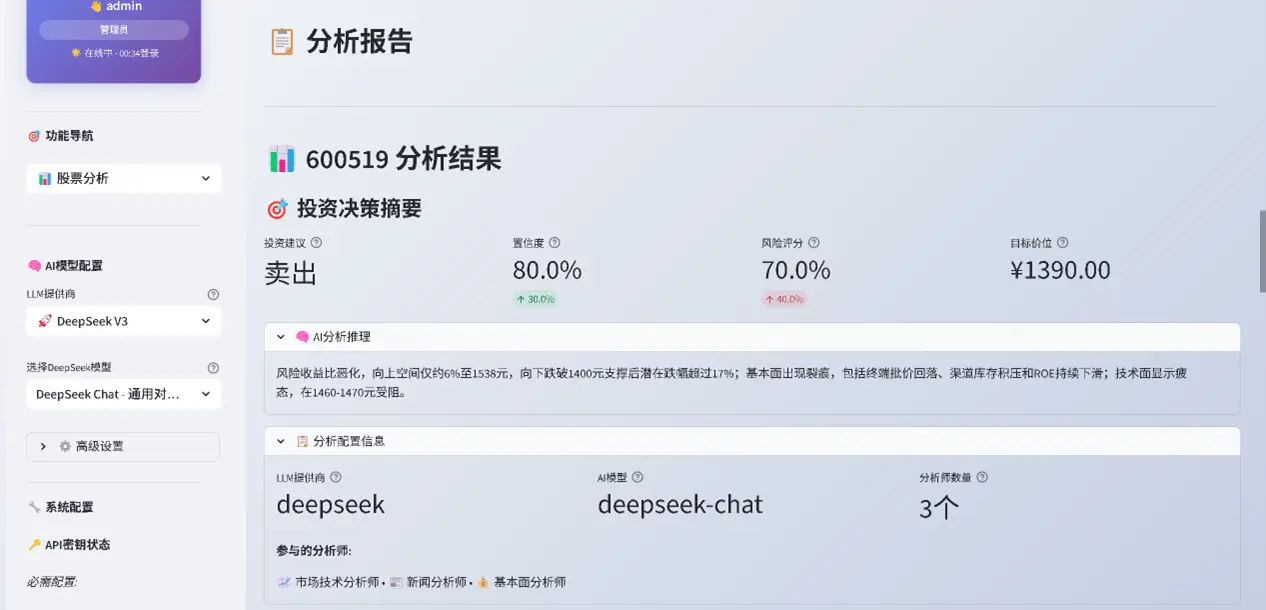 admin
管理员
在线中 · 00:34登录
功能导航
股票分析
AI模型配置
LLM提供商
DeepSeek V3
选择DeepSeek模型
DeepSeek Chat - 通用对...
高级设置
系统配置
API密钥状态
必需配置:
分析报告
600519 分析结果
投资决策摘要
投资建议 置信度 风险评分 目标价位
卖出 80.0% 70.0% ¥1390.00
↑ 30.0% ↑ 40.0%
AI分析推理
风险收益比恶化，向上空间仅约6%至1538元，向下跌破1400元支撑后潜在跌幅超过17%；基本面出现裂痕，包括终端批价回落、渠道库存积压和ROE持续下滑；技术面显示疲
态，在1460-1470元受阻。
分析配置信息
LLM提供商 AI模型 分析师数量
deepseek deepseek-chat 3个
参与的分析师:
市场技术分析师 • 新闻分析师 • 基本面分析师